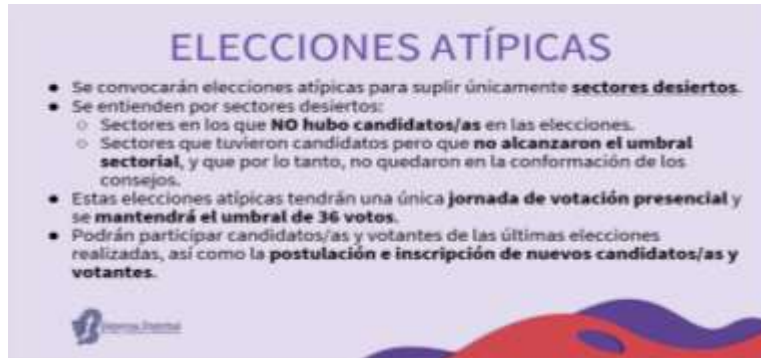 ELECCIONES ATÍPICAS
● Se convocarán elecciones atípicas para suplir únicamente sectores desiertos.
● Se entienden por sectores desiertos:
○ Sectores en los que NO hubo candidatos/as en las elecciones.
○ Sectores que tuvieron candidatos pero que no alcanzaron el umbral
sectorial, y que por lo tanto, no quedaron en la conformación de los
consejos.
● Estas elecciones atípicas tendrán una única jornada de votación presencial y
se mantendrá el umbral de 36 votos.
● Podrán participar candidatos/as y votantes de las últimas elecciones
realizadas, así como la postulación e inscripción de nuevos candidatos/as y
votantes.